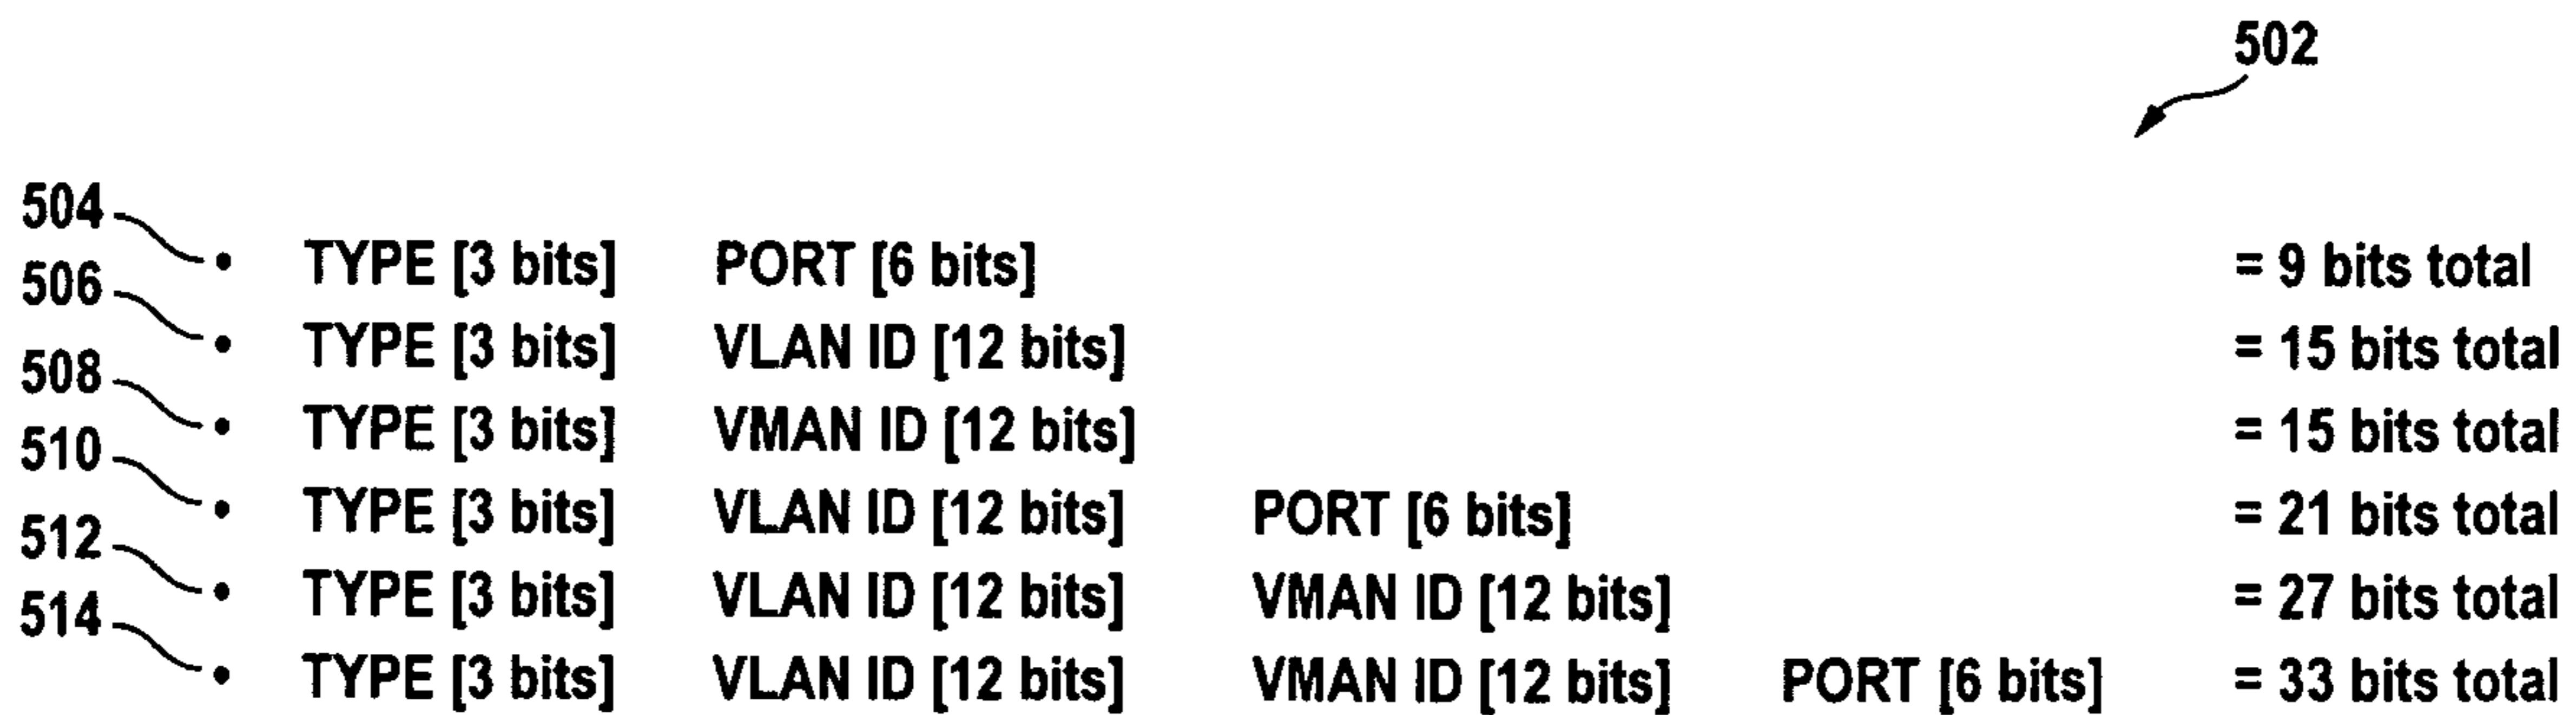 502
504 • TYPE [3 bits] PORT [6 bits] = 9 bits total
506 • TYPE [3 bits] VLAN ID [12 bits] = 15 bits total
508 • TYPE [3 bits] VMAN ID [12 bits] = 15 bits total
510 • TYPE [3 bits] VLAN ID [12 bits] PORT [6 bits] = 21 bits total
512 • TYPE [3 bits] VLAN ID [12 bits] VMAN ID [12 bits] = 27 bits total
514 • TYPE [3 bits] VLAN ID [12 bits] VMAN ID [12 bits] PORT [6 bits] = 33 bits total